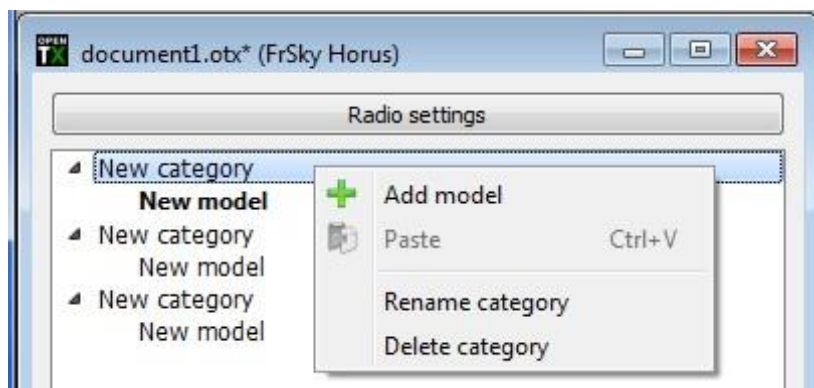 OPEN
TX
document1.otx* (FrSky Horus)
Radio settings
New category
New model
New category
New model
New category
New model
Add model
Paste Ctrl+V
Rename category
Delete category